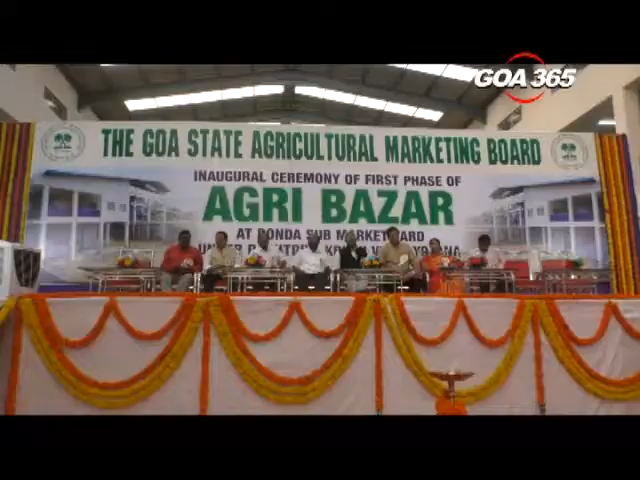 GOA 365
THE GOA STATE AGRICULTURAL MARKETING BOARD
INAUGURAL CEREMONY OF FIRST PHASE OF
AGRI BAZAR
AT PONDA SUB MARKET YARD
UNDER